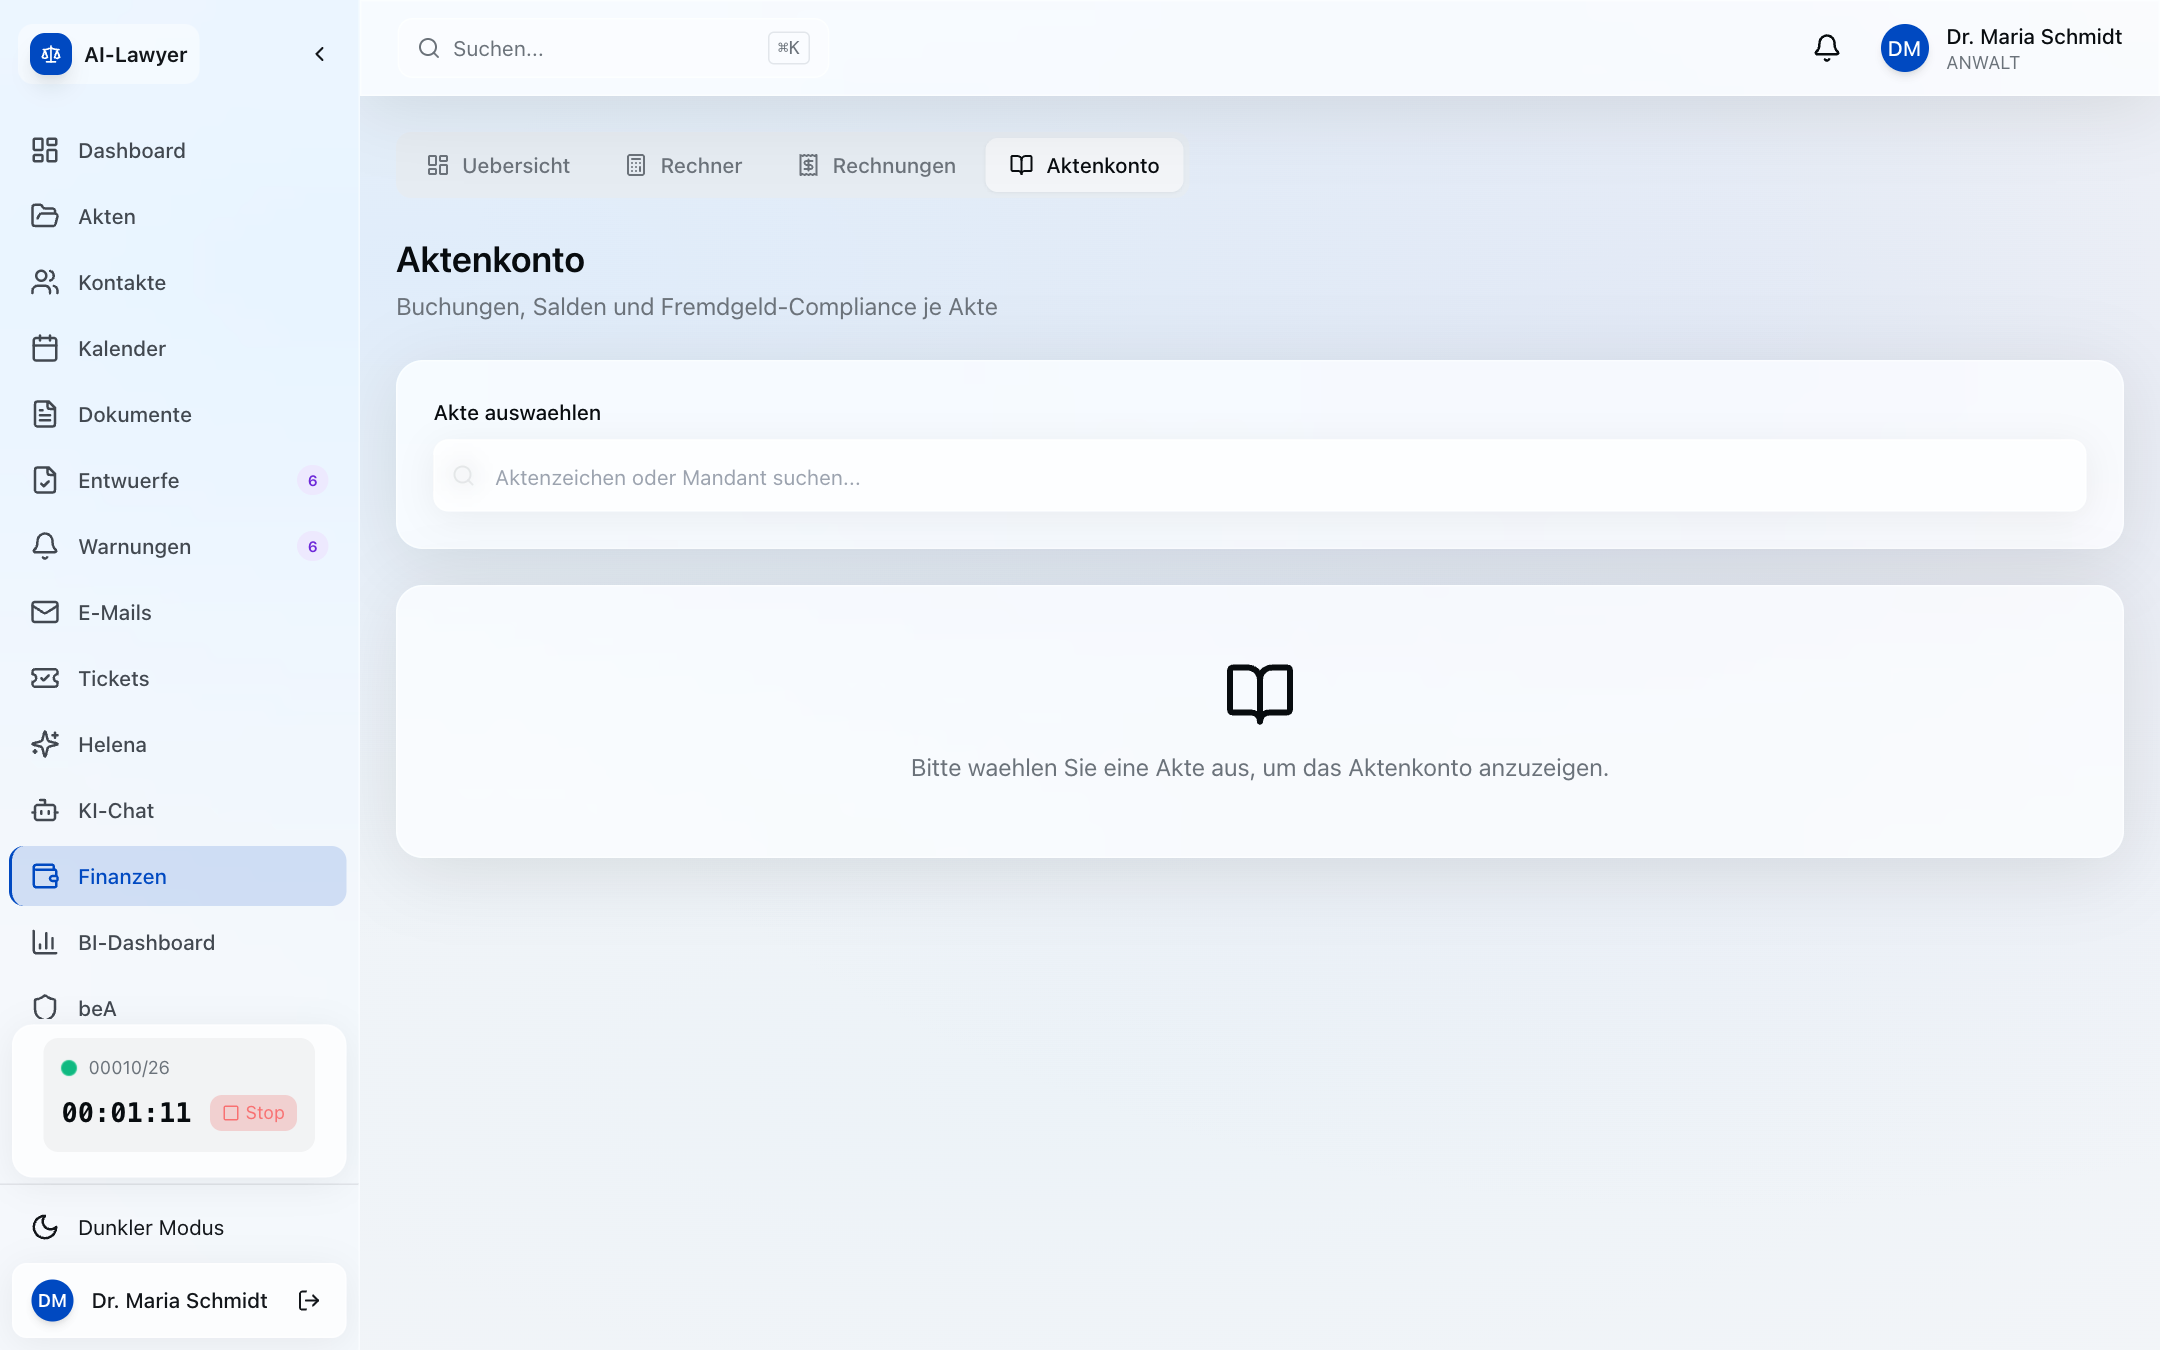 AI-Lawyer
Suchen...
⌘K
DM
Dr. Maria Schmidt
ANWALT
Dashboard
Akten
Kontakte
Kalender
Dokumente
Entwuerfe 6
Warnungen 6
E-Mails
Tickets
Helena
KI-Chat
Finanzen
BI-Dashboard
beA
00010/26
00:01:11 Stop
Dunkler Modus
DM Dr. Maria Schmidt
Uebersicht Rechner Rechnungen Aktenkonto
Aktenkonto
Buchungen, Salden und Fremdgeld-Compliance je Akte
Akte auswaehlen
Aktenzeichen oder Mandant suchen...
Bitte waehlen Sie eine Akte aus, um das Aktenkonto anzuzeigen.